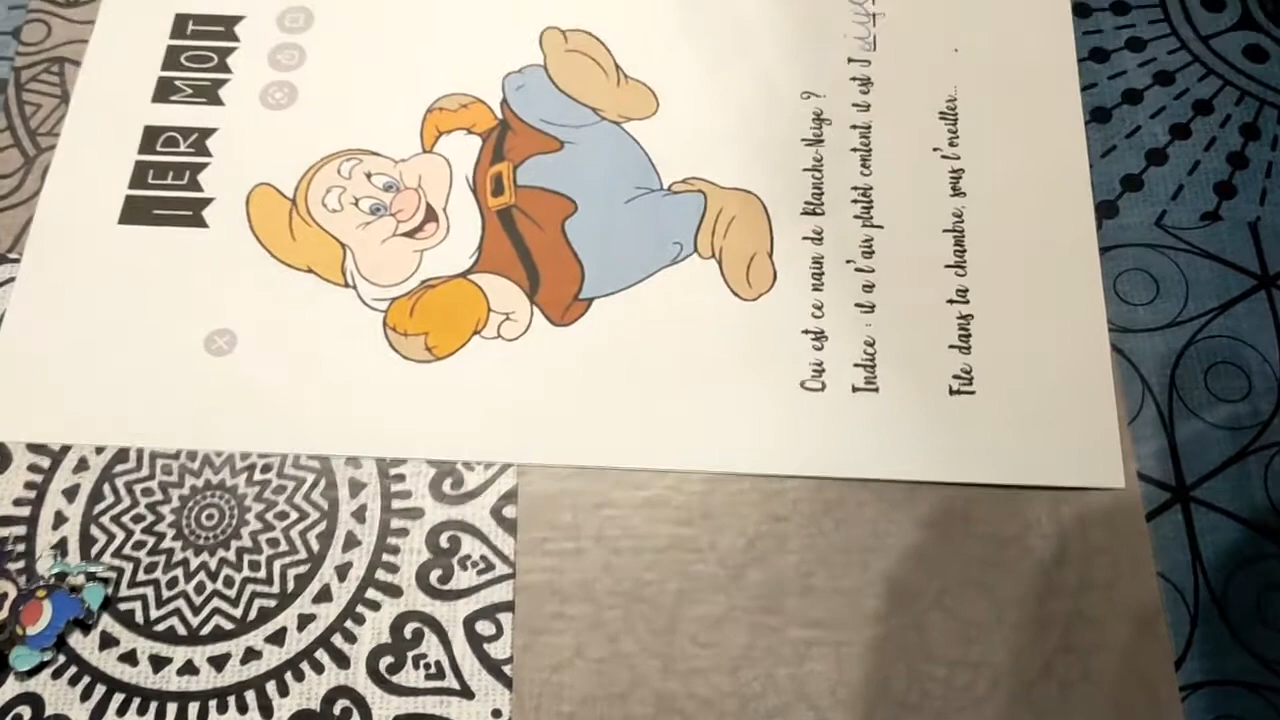 1ER MOT
Qui est ce nain de Blanche-Neige ?
Indice : il a l'air plutôt content, il est J
File dans ta chambre, sous l'oreiller...